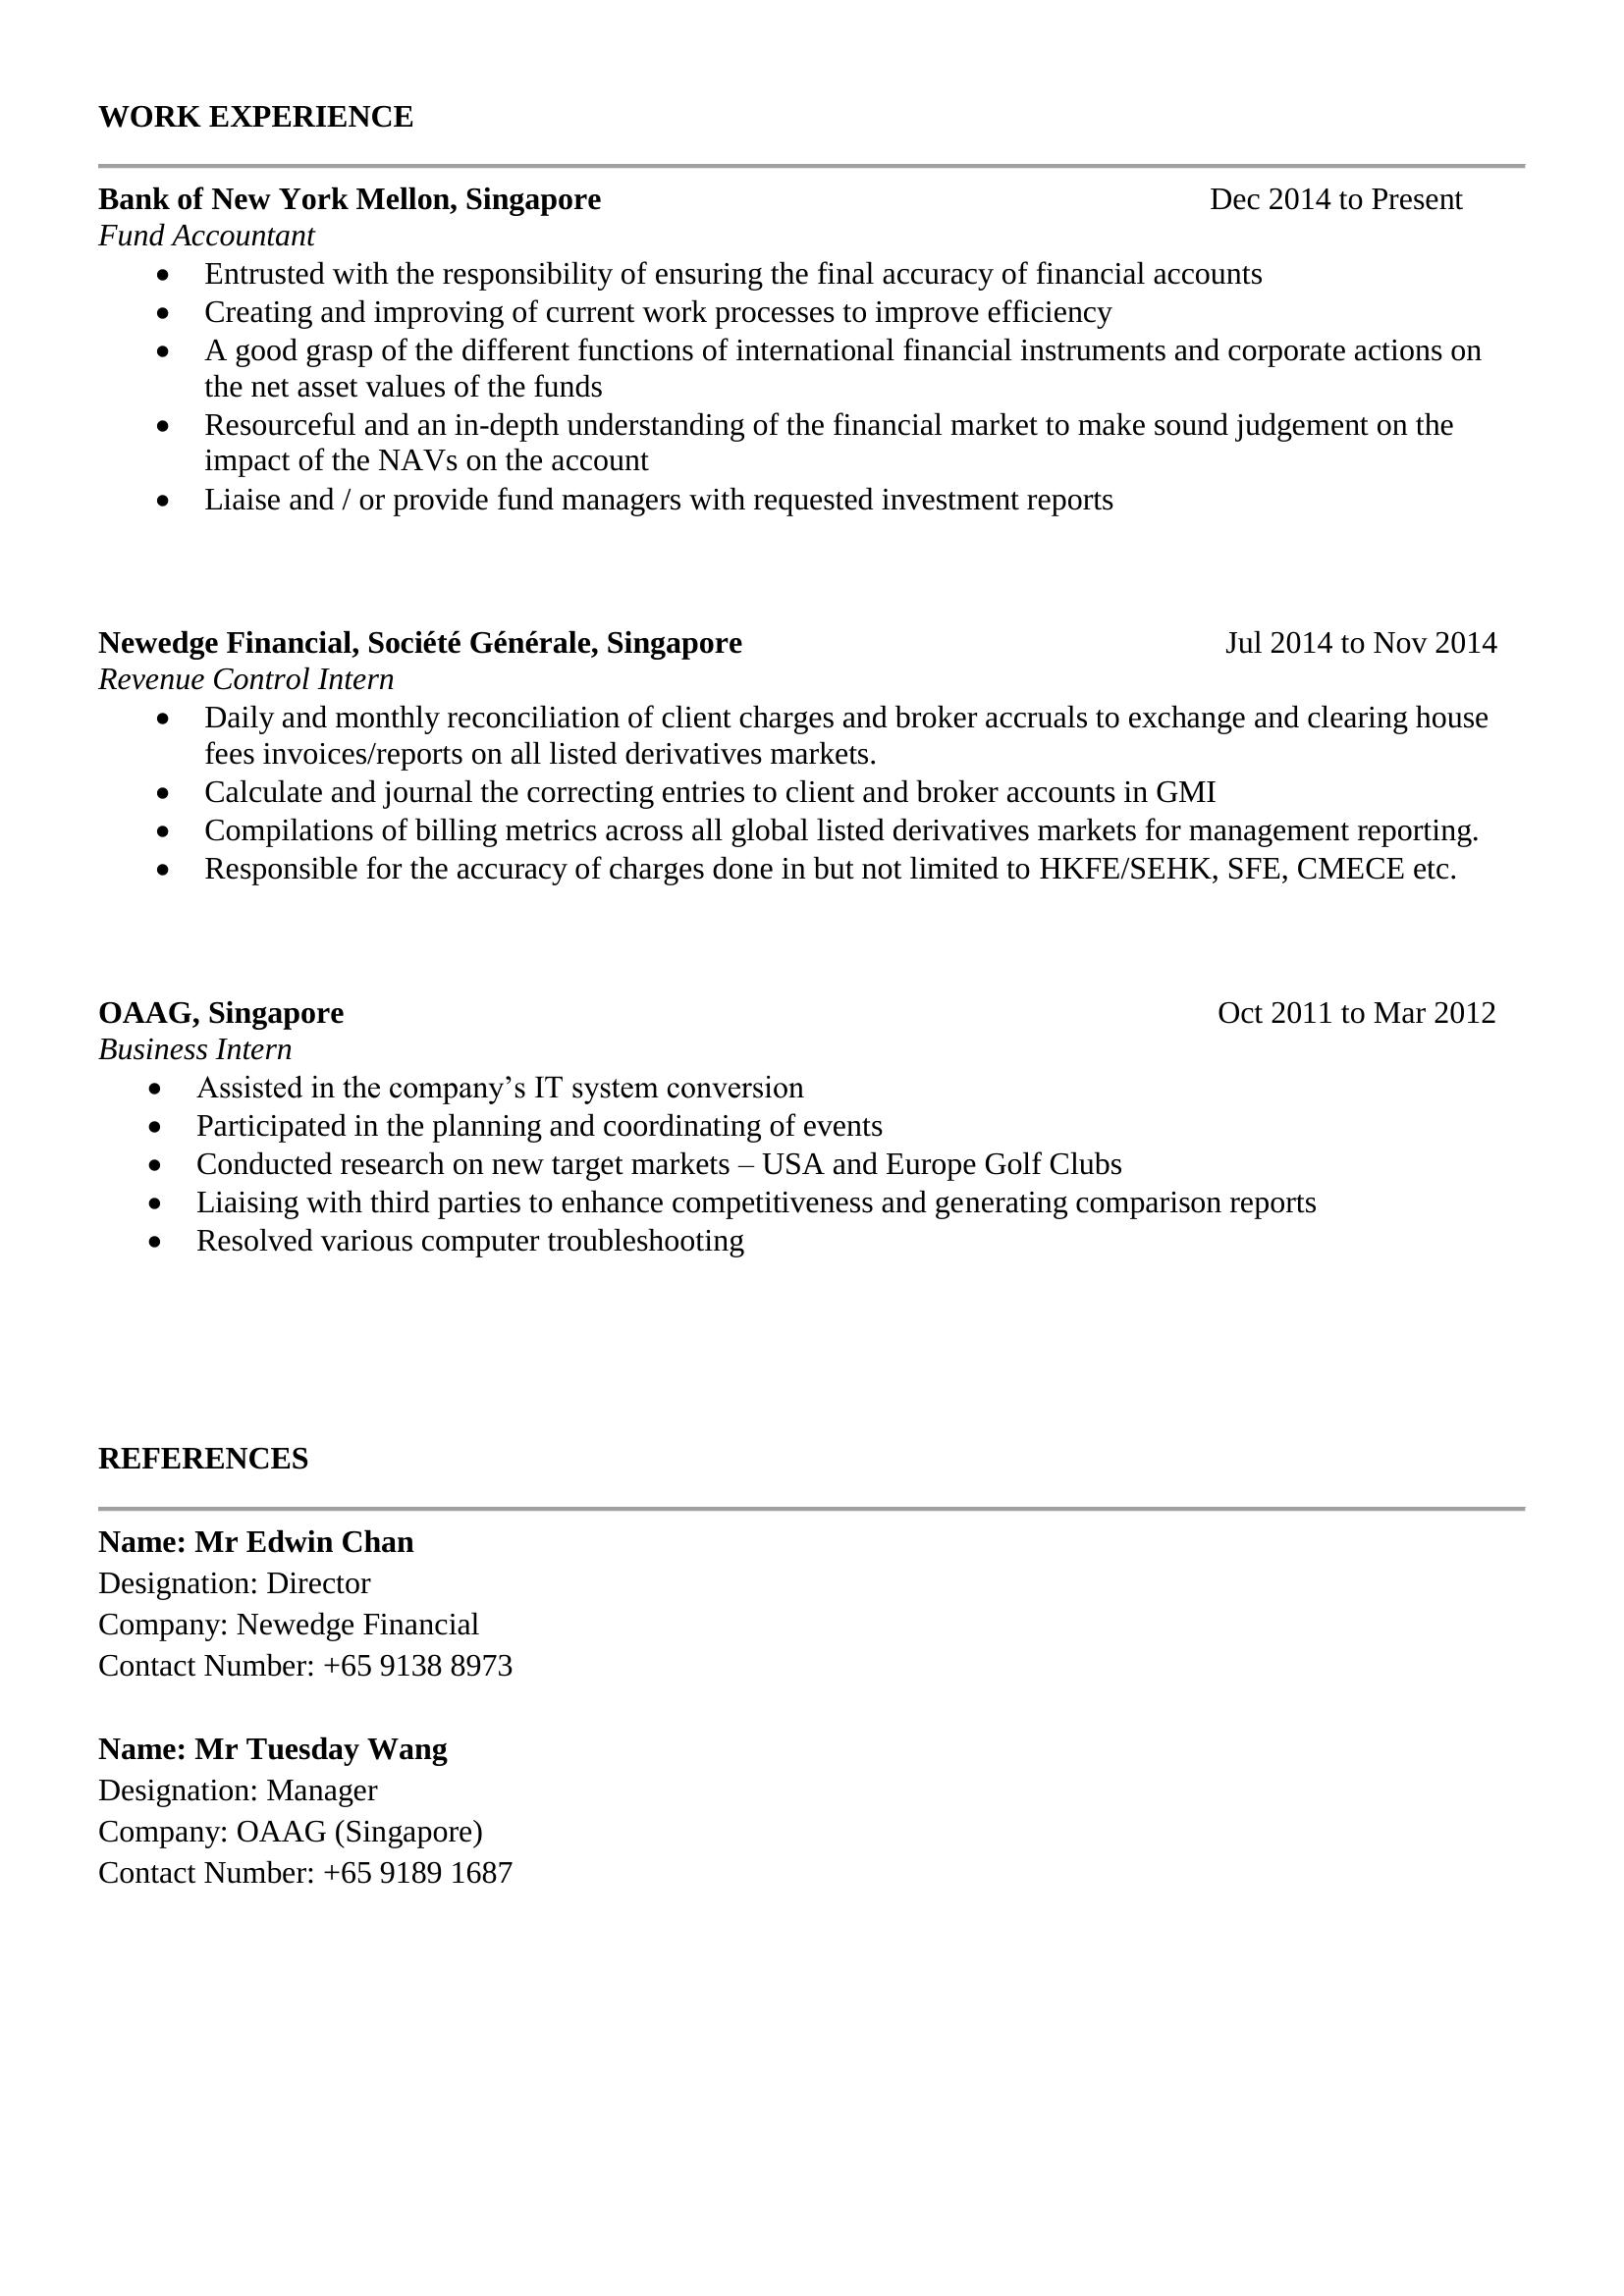 WORK EXPERIENCE
Bank of New York Mellon, Singapore Dec 2014 to Present
Fund Accountant
● Entrusted with the responsibility of ensuring the final accuracy of financial accounts
● Creating and improving of current work processes to improve efficiency
● A good grasp of the different functions of international financial instruments and corporate actions on
the net asset values of the funds
● Resourceful and an in-depth understanding of the financial market to make sound judgement on the
impact of the NAVs on the account
● Liaise and / or provide fund managers with requested investment reports
Newedge Financial, Société Générale, Singapore Jul 2014 to Nov 2014
Revenue Control Intern
● Daily and monthly reconciliation of client charges and broker accruals to exchange and clearing house
fees invoices/reports on all listed derivatives markets.
● Calculate and journal the correcting entries to client and broker accounts in GMI
● Compilations of billing metrics across all global listed derivatives markets for management reporting.
● Responsible for the accuracy of charges done in but not limited to HKFE/SEHK, SFE, CMECE etc.
OAAG, Singapore Oct 2011 to Mar 2012
Business Intern
● Assisted in the company’s IT system conversion
● Participated in the planning and coordinating of events
● Conducted research on new target markets – USA and Europe Golf Clubs
● Liaising with third parties to enhance competitiveness and generating comparison reports
● Resolved various computer troubleshooting
REFERENCES
Name: Mr Edwin Chan
Designation: Director
Company: Newedge Financial
Contact Number: +65 9138 8973
Name: Mr Tuesday Wang
Designation: Manager
Company: OAAG (Singapore)
Contact Number: +65 9189 1687